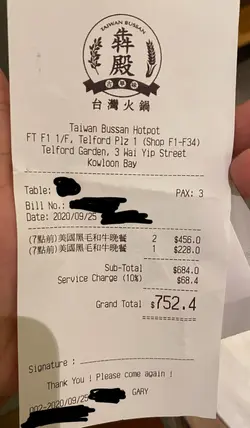 TAIWAN BUSSAN
犇殿
台灣火鍋
Taiwan Bussan Hotpot
FT F1 1/F, Telford Plz 1 (Shop F1-F34)
Telford Garden, 3 Wai Yip Street
Kowloon Bay
Table:
PAX: 3
Bill No.:
Date: 2020/09/25
(7點前)美國黑毛和牛晚餐 2 $456.0
(7點前)美國黑毛和牛晚餐 1 $228.0
Sub-Total $684.0
Service Charge (10%) $68.4
Grand Total $752.4
Signature :
Thank You ! Please come again !
GARY
002-2020/09/25